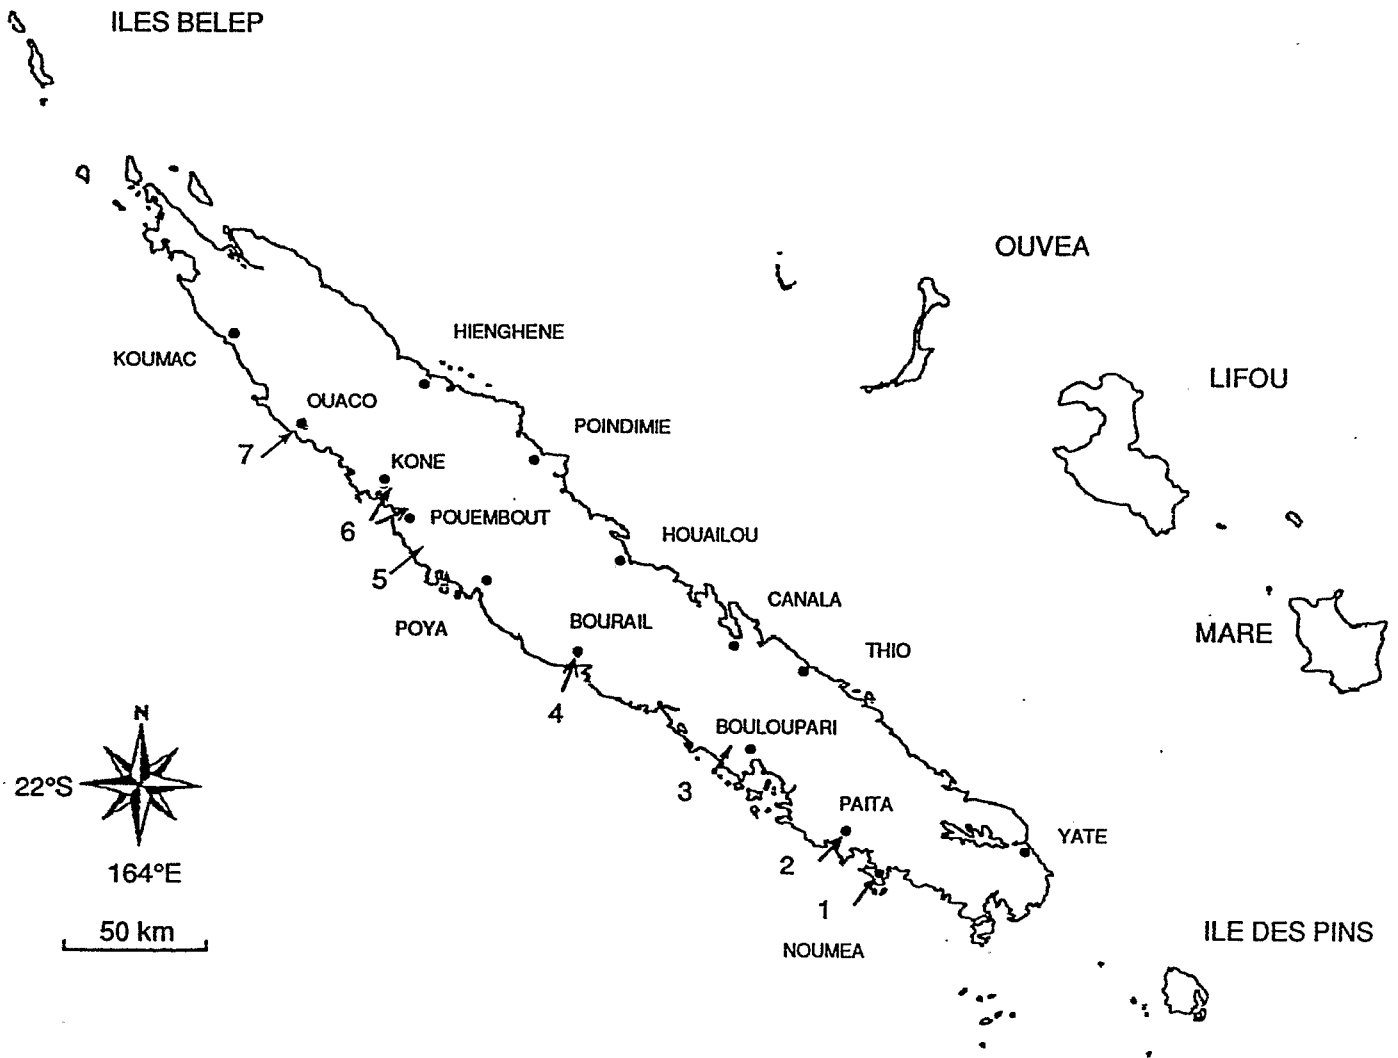 ILES BELEP
OUVEA
HIENGHENE
KOUMAC
LIFOU
OUACO
POINDIMIE
7
KONE
6
POUEMBOUT
HOUAILOU
5
CANALA
POYA
BOURAIL
MARE
THIO
4
N
BOULOUPARI
22°S
3
PAITA
YATE
2
164°E
1
50 km
ILE DES PINS
NOUMEA